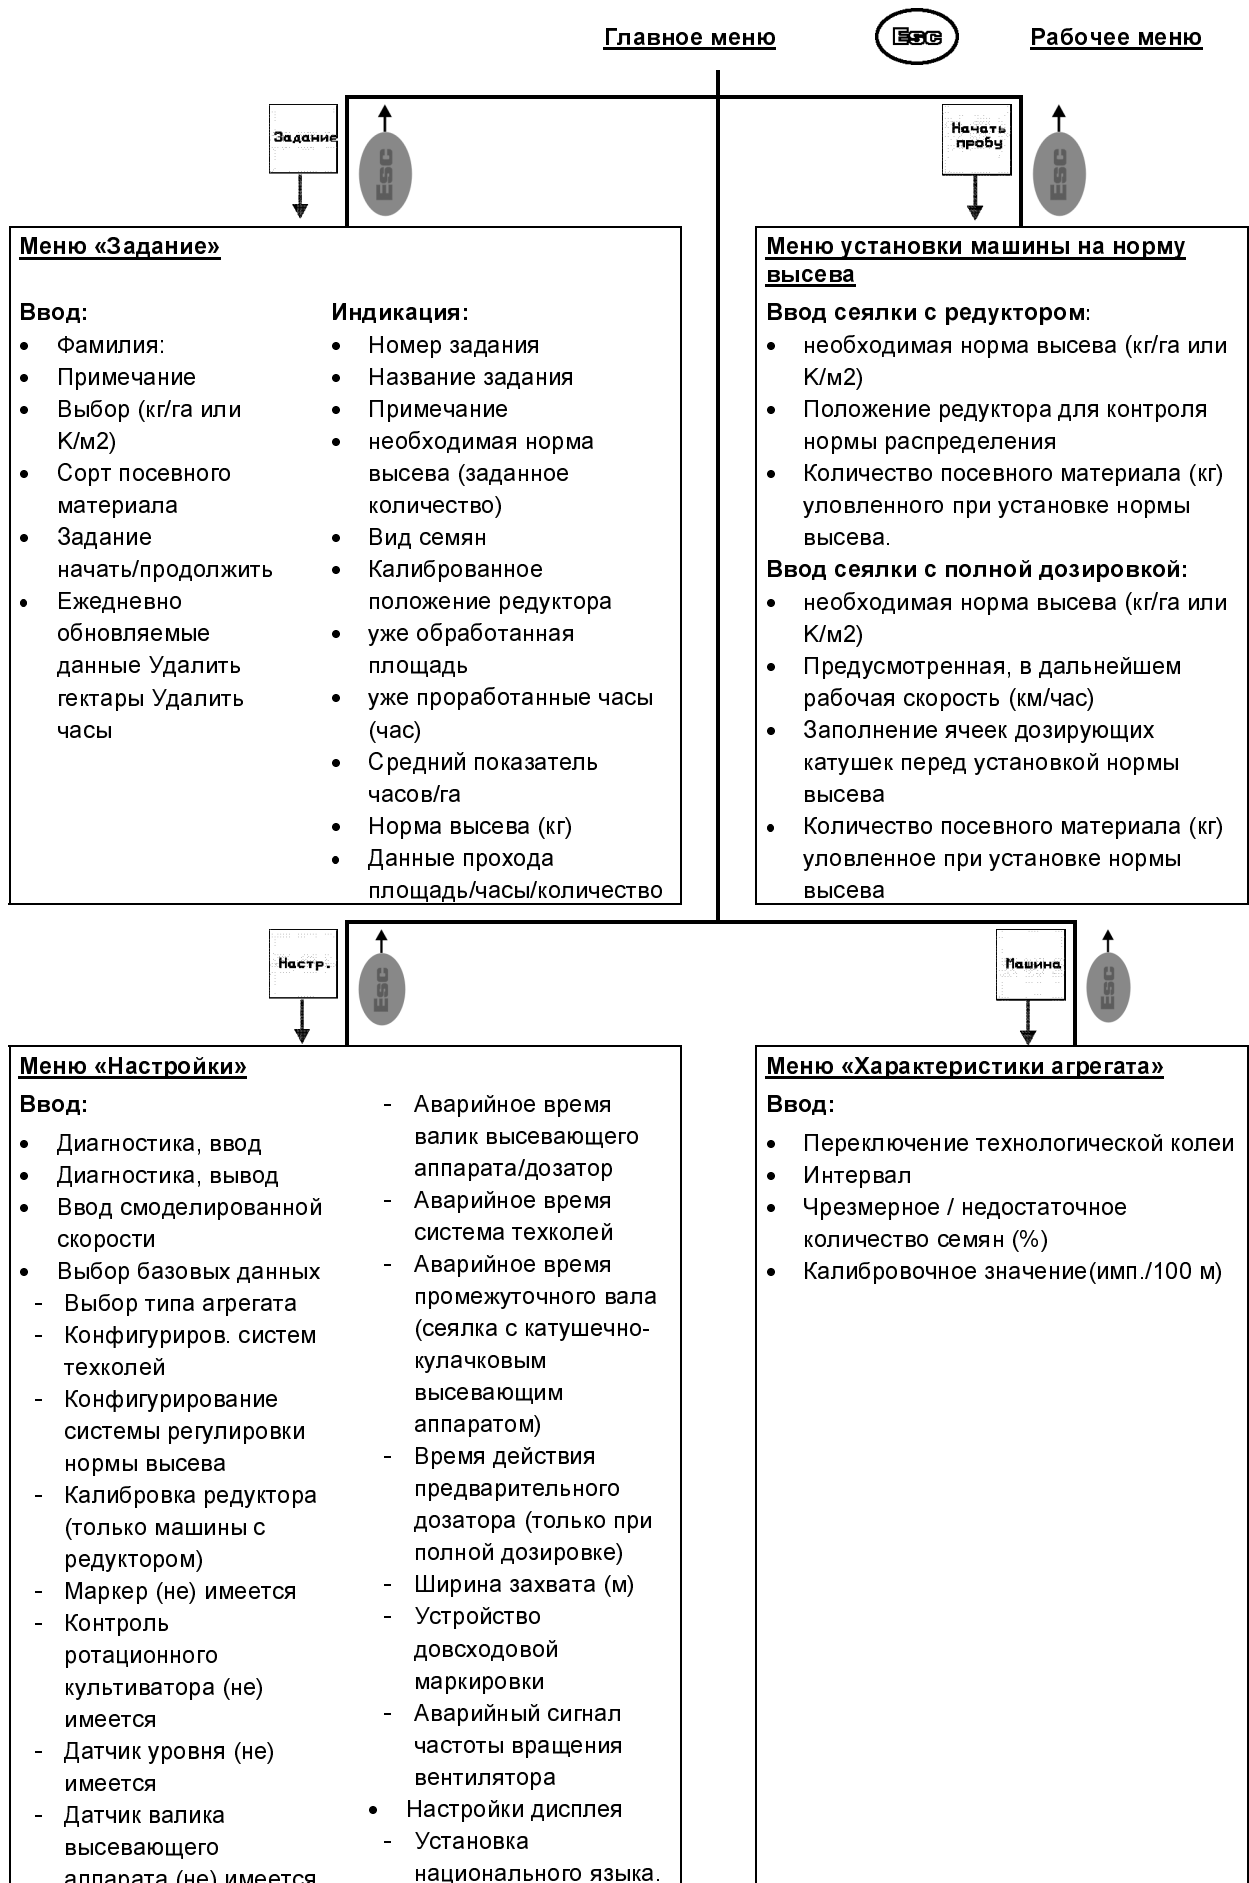 Главное меню
Esc
Рабочее меню
Задание
Esc
Начать
пробу
Esc
Меню «Задание»
Ввод:
• Фамилия:
• Примечание
• Выбор (кг/га или
К/м2)
• Сорт посевного
материала
• Задание
начать/продолжить
• Ежедневно
обновляемые
данные Удалить
гектары Удалить
часы
Индикация:
• Номер задания
• Название задания
• Примечание
• необходимая норма
высева (заданное
количество)
• Вид семян
• Калиброванное
положение редуктора
• уже обработанная
площадь
• уже проработанные часы
(час)
• Средний показатель
часов/га
• Норма высева (кг)
• Данные прохода
площадь/часы/количество
Меню установки машины на норму
высева
Ввод сеялки с редуктором:
• необходимая норма высева (кг/га или
К/м2)
• Положение редуктора для контроля
нормы распределения
• Количество посевного материала (кг)
уловленного при установке нормы
высева.
Ввод сеялки с полной дозировкой:
• необходимая норма высева (кг/га или
К/м2)
• Предусмотренная, в дальнейшем
рабочая скорость (км/час)
• Заполнение ячеек дозирующих
катушек перед установкой нормы
высева
• Количество посевного материала (кг)
уловленное при установке нормы
высева
Настр.
Esc
Машина
Esc
Меню «Настройки»
Ввод:
• Диагностика, ввод
• Диагностика, вывод
• Ввод смоделированной
скорости
• Выбор базовых данных
- Выбор типа агрегата
- Конфигуриров. систем
техколей
- Конфигурирование
системы регулировки
нормы высева
- Калибровка редуктора
(только машины с
редуктором)
- Маркер (не) имеется
- Контроль
ротационного
культиватора (не)
имеется
- Датчик уровня (не)
имеется
- Датчик валика
высевающего
аппарата (не) имеется
- Аварийное время
валик высевающего
аппарата/дозатор
- Аварийное время
система техколей
- Аварийное время
промежуточного вала
(сеялка с катушечно-
кулачковым
высевающим
аппаратом)
- Время действия
предварительного
дозатора (только при
полной дозировке)
- Ширина захвата (м)
- Устройство
довсходовой
маркировки
- Аварийный сигнал
частоты вращения
вентилятора
• Настройки дисплея
- Установка
национального языка.
Меню «Характеристики агрегата»
Ввод:
• Переключение технологической колеи
• Интервал
• Чрезмерное / недостаточное
количество семян (%)
• Калибровочное значение(имп./100 м)